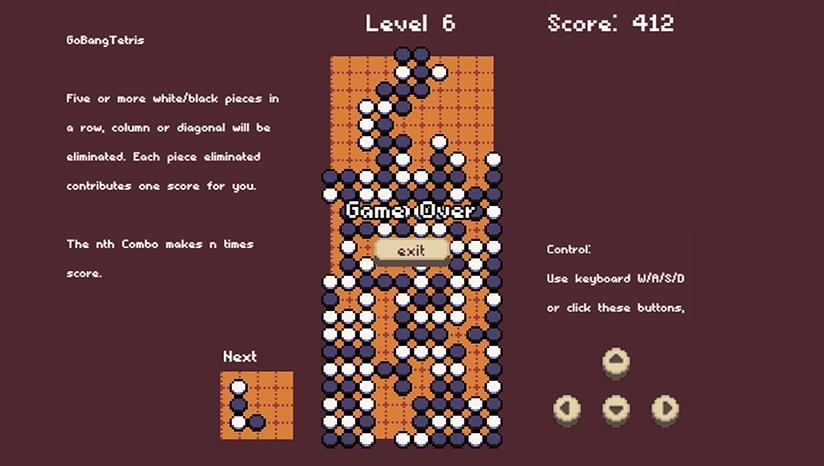 Level 6
Score: 412
GoBangTetris
Five or more white/black pieces in
a row, column or diagonal will be
eliminated. Each piece eliminated
contributes one score for you.
The nth Combo makes n times
score.
Game Over
exit
Control:
Use keyboard W/A/S/D
or click these buttons,
Next